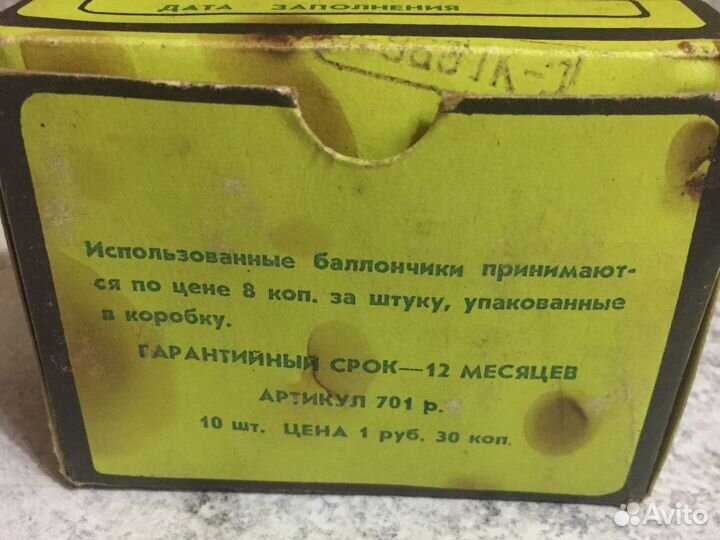 ДАТА ЗАПОЛНЕНИЯ
Использованные баллончики принимают-
ся по цене 8 коп. за штуку, упакованные
в коробку.
ГАРАНТИЙНЫЙ СРОК—12 МЕСЯЦЕВ
АРТИКУЛ 701 р.
10 шт. ЦЕНА 1 руб. 30 коп.
Avito